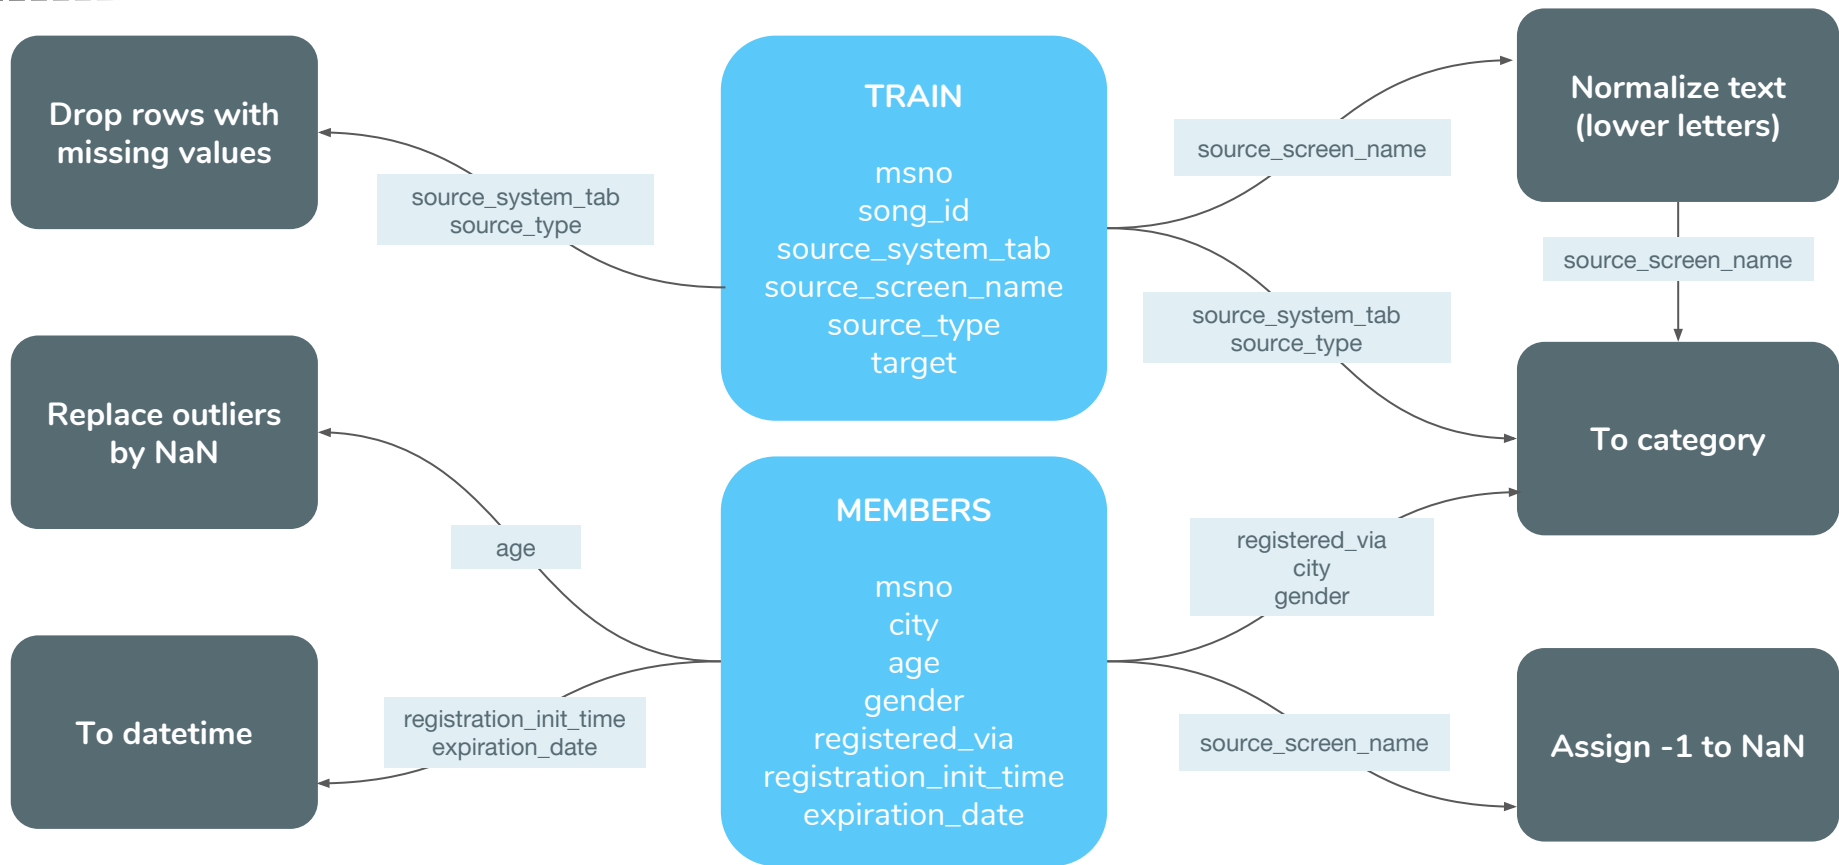 Drop rows with
missing values
source_system_tab
source_type
TRAIN
msno
song_id
source_system_tab
source_screen_name
source_type
target
source_screen_name
Normalize text
(lower letters)
source_screen_name
source_system_tab
source_type
To category
Replace outliers
by NaN
age
To datetime
registration_init_time
expiration_date
MEMBERS
msno
city
age
gender
registered_via
registration_init_time
expiration_date
registered_via
city
gender
source_screen_name
Assign -1 to NaN